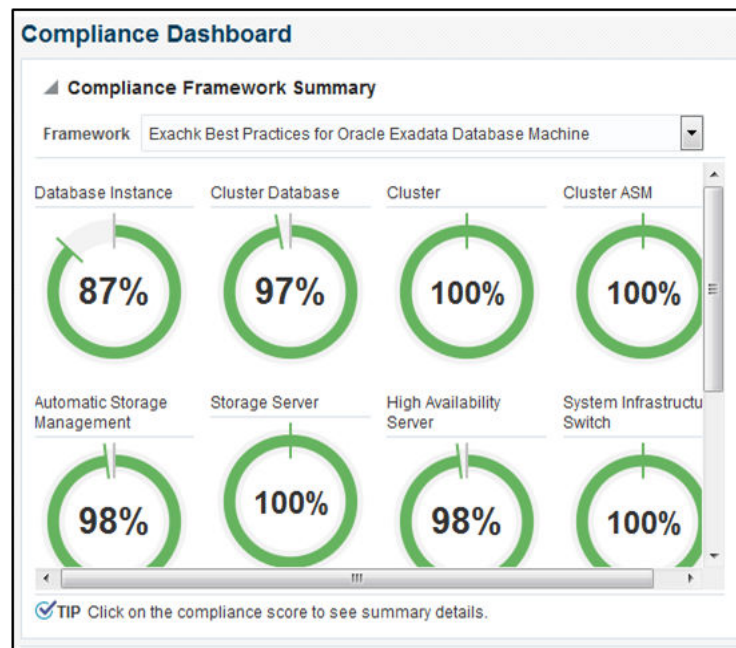 Compliance Dashboard
Compliance Framework Summary
Framework Exachk Best Practices for Oracle Exadata Database Machine
Database Instance Cluster Database Cluster Cluster ASM
87% 97% 100% 100%
Automatic Storage Storage Server High Availability System Infrastructu
Management Server Switch
98% 100% 98% 100%
TIP Click on the compliance score to see summary details.